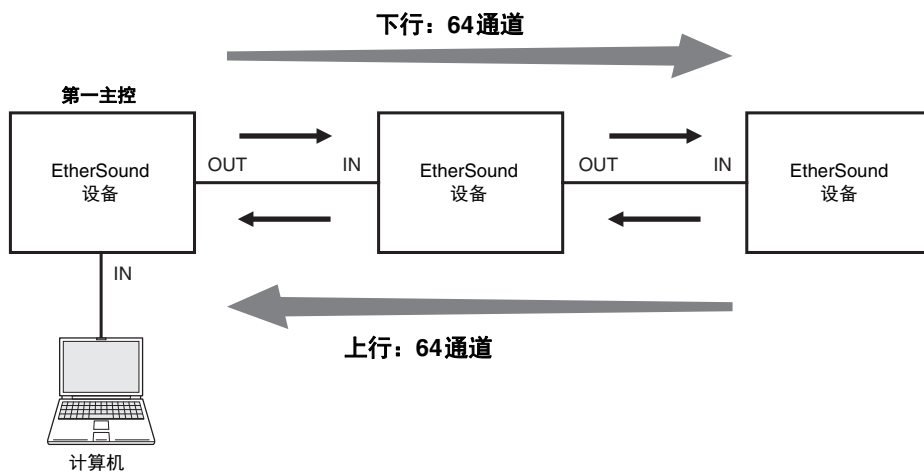 下行：64通道
第一主控
EtherSound
设备
OUT
IN
EtherSound
设备
OUT
IN
EtherSound
设备
IN
上行：64通道
计算机